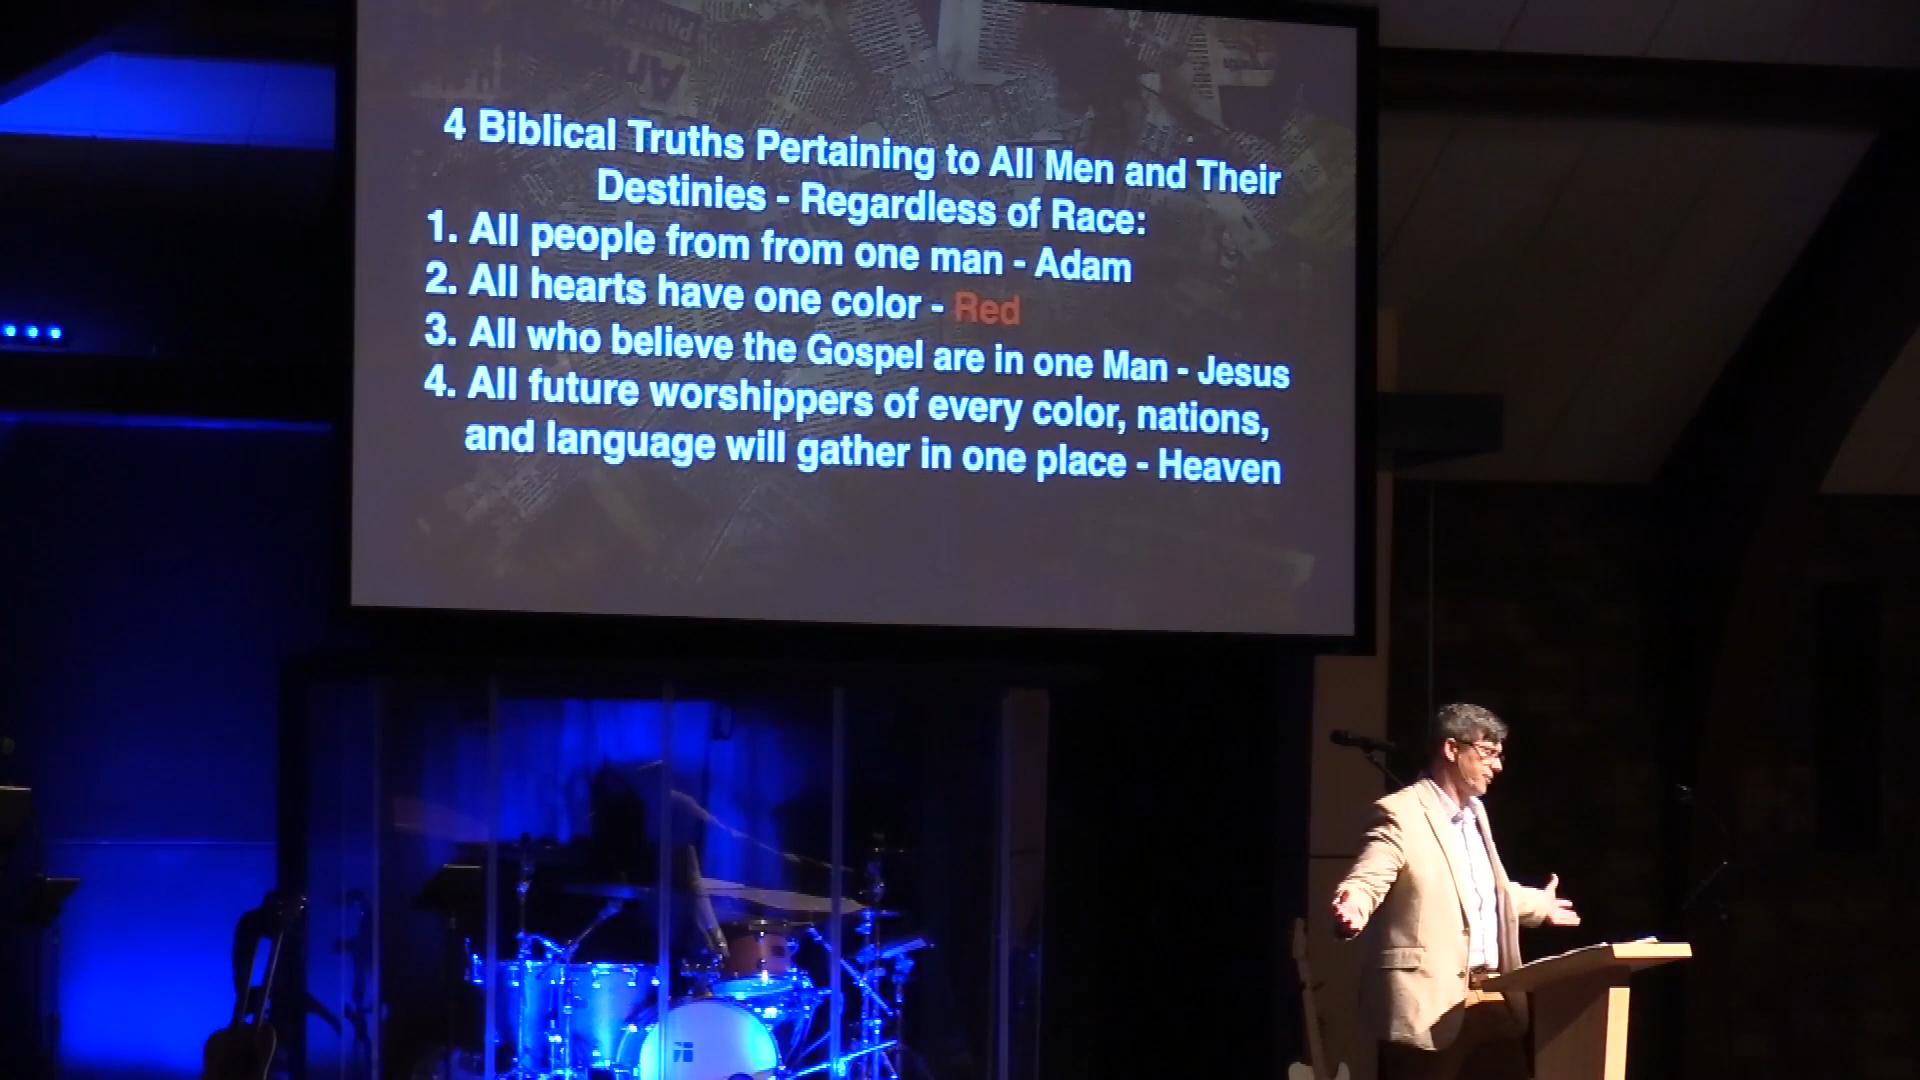 4 Biblical Truths Pertaining to All Men and Their
Destinies - Regardless of Race:
1. All people from from one man - Adam
2. All hearts have one color - Red
3. All who believe the Gospel are in one Man - Jesus
4. All future worshippers of every color, nations,
and language will gather in one place - Heaven